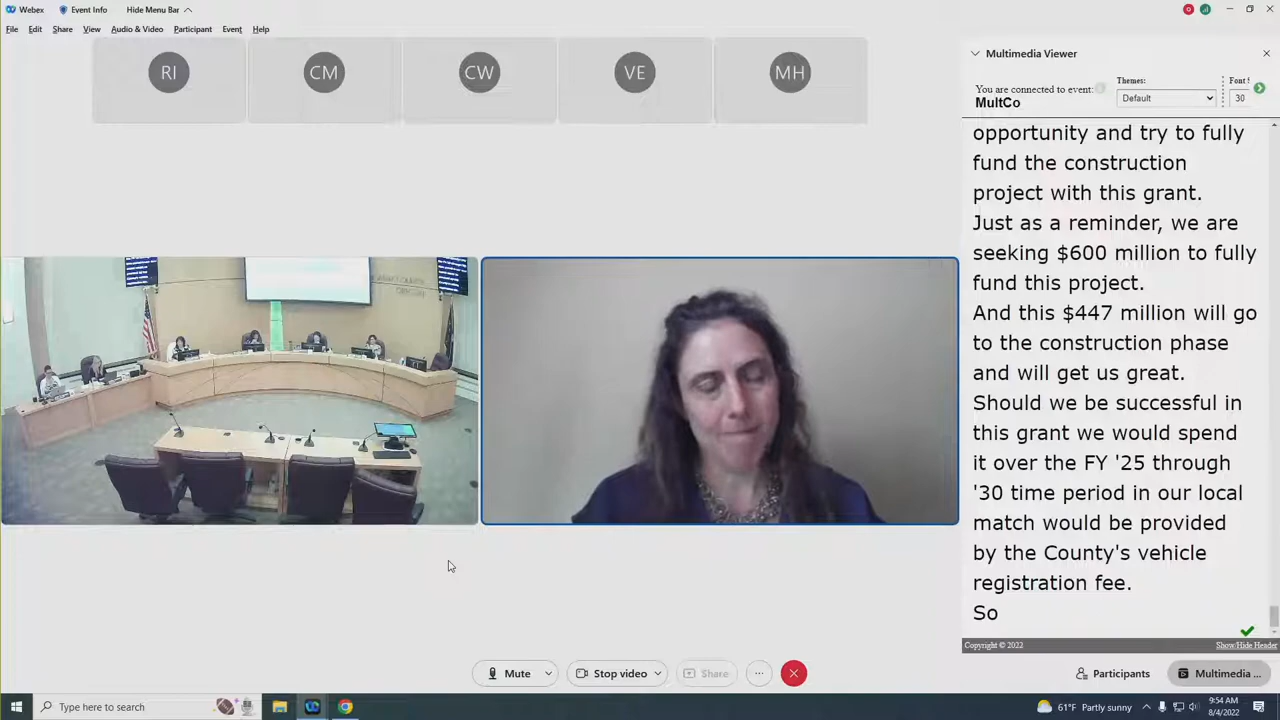 Webex
Event Info
Hide Menu Bar
File Edit Share View Audio & Video Participant Event Help
RI
CM
CW
VE
MH
Multimedia Viewer
You are connected to event:
MultCo
Themes:
Default
Font
30
opportunity and try to fully
fund the construction
project with this grant.
Just as a reminder, we are
seeking $600 million to fully
fund this project.
And this $447 million will go
to the construction phase
and will get us great.
Should we be successful in
this grant we would spend
it over the FY '25 through
'30 time period in our local
match would be provided
by the County's vehicle
registration fee.
So
Copyright © 2022
Show/Hide Header
Mute
Stop video
Share
Participants
Multimedia ...
Type here to search
61°F Partly sunny
9:54 AM
8/4/2022